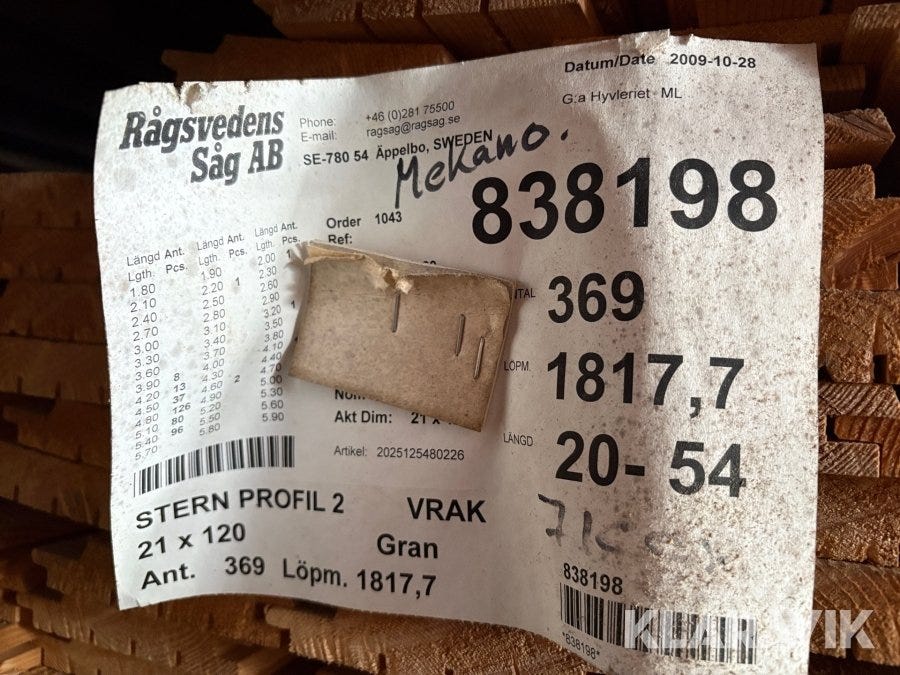 Datum/Date 2009-10-28
G:a Hyvleriet ML
Rågsvedens
Såg AB
Phone: +46 (0)281 75500
E-mail: ragsag@ragsag.se
SE-780 54 Äppelbo, SWEDEN
Mekano.
838198
Order 1043
Ref:
Längd Ant. Längd Ant. Längd Ant.
Lgth. Pcs. Lgth. Pcs. Lgth. Pcs.
1.80 1.90 2.00 1
2.10 2.20 1 2.30
2.40 2.50 2.60
2.70 2.80 2.90
3.00 3.10 3.20 1
3.30 3.40 3.50
3.60 3.70 3.80
3.90 8 4.00 4.10
4.20 13 4.30 4.40
4.50 37 4.60 2 4.70
4.80 126 4.90 5.00
5.10 80 5.20 5.30
5.40 96 5.50 5.60
5.70 5.80 5.90
369
LÖPM. 1817,7
LÄNGD 20- 54
Akt Dim: 21 x
Artikel: 2025125480226
STERN PROFIL 2 VRAK
21 x 120 Gran
Ant. 369 Löpm. 1817,7
838198
*838198*
KLARAVIK